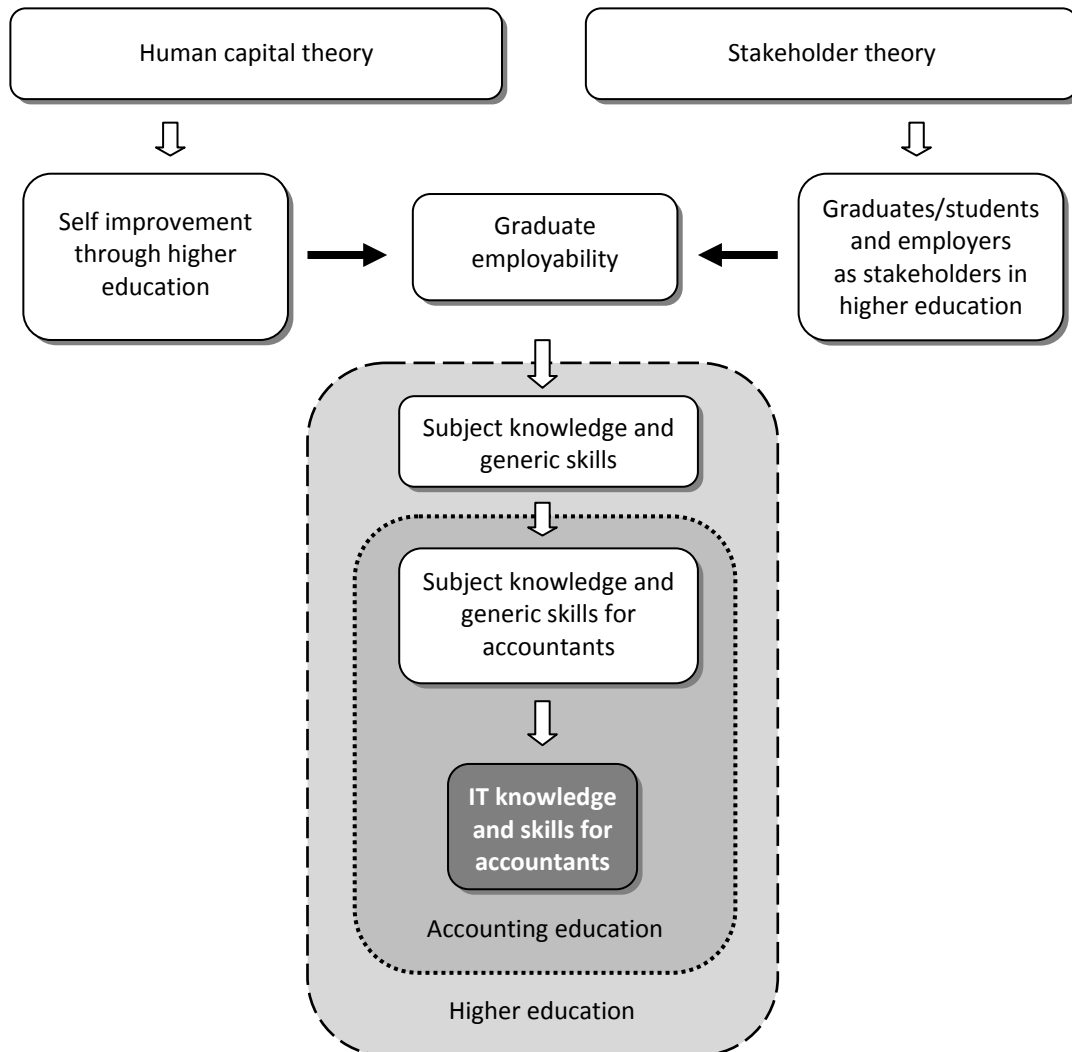 Human capital theory
Stakeholder theory
Self improvement
through higher
education
Graduate
employability
Graduates/students
and employers
as stakeholders in
higher education
Subject knowledge and
generic skills
Subject knowledge and
generic skills for
accountants
IT knowledge
and skills for
accountants
Accounting education
Higher education